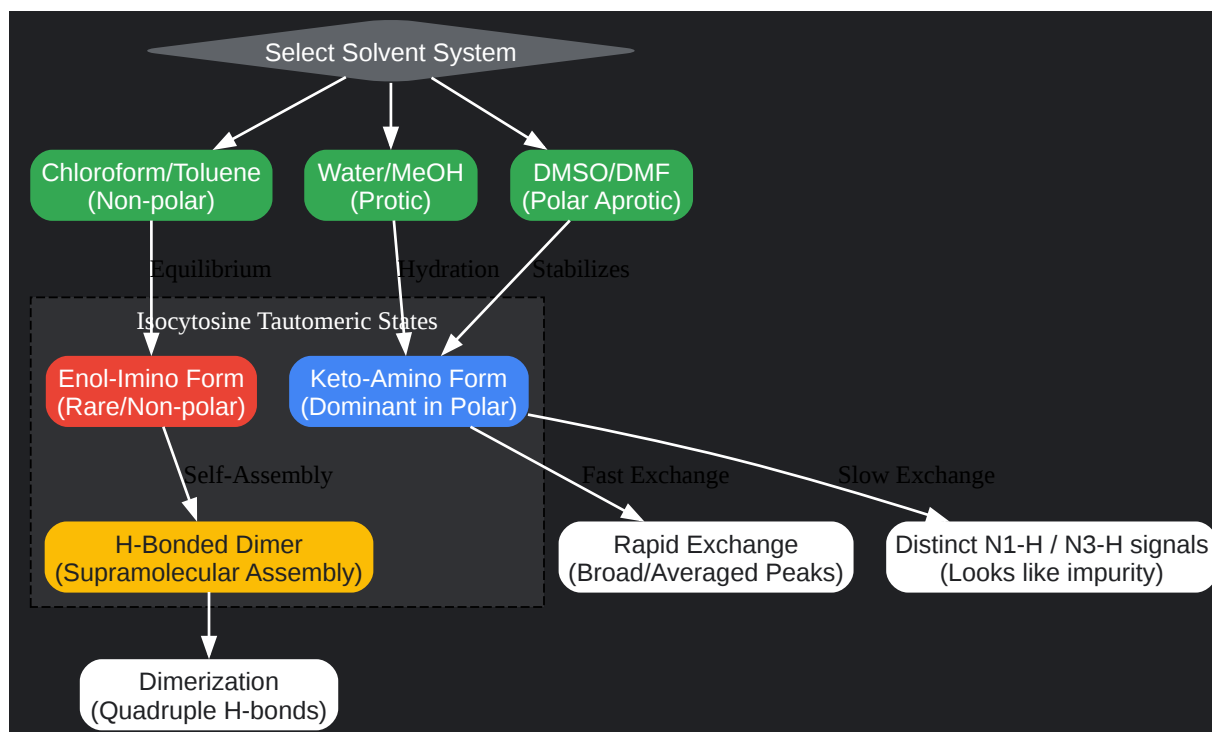 Select Solvent System
Chloroform/Toluene
(Non-polar)
Water/MeOH
(Protic)
DMSO/DMF
(Polar Aprotic)
Equilibrium
Hydration
Stabilizes
Isocytosine Tautomeric States
Enol-Imino Form
(Rare/Non-polar)
Keto-Amino Form
(Dominant in Polar)
Self-Assembly
Fast Exchange
Slow Exchange
H-Bonded Dimer
(Supramolecular Assembly)
Rapid Exchange
(Broad/Averaged Peaks)
Distinct N1-H / N3-H signals
(Looks like impurity)
Dimerization
(Quadruple H-bonds)